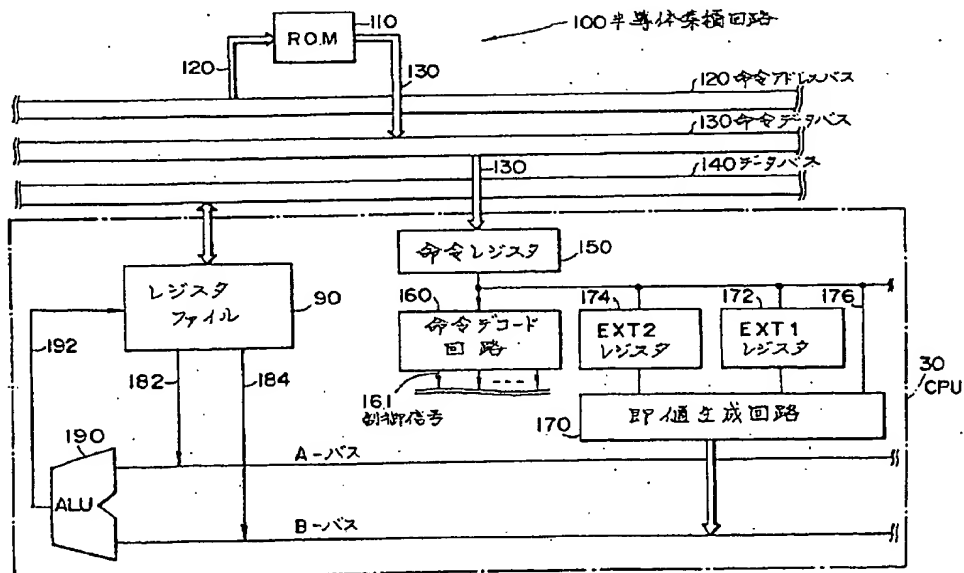 100半導体集積回路
110
ROM
120
130
120命令アドレスバス
130命令データバス
130
140データバス
命令レジスタ
150
レジスタ
ファイル
90
160
命令デコード
回路
174
EXT2
レジスタ
172
EXT1
レジスタ
176
30
CPU
192
182
184
161
制御信号
170
即値生成回路
190
ALU
A-バス
B-バス